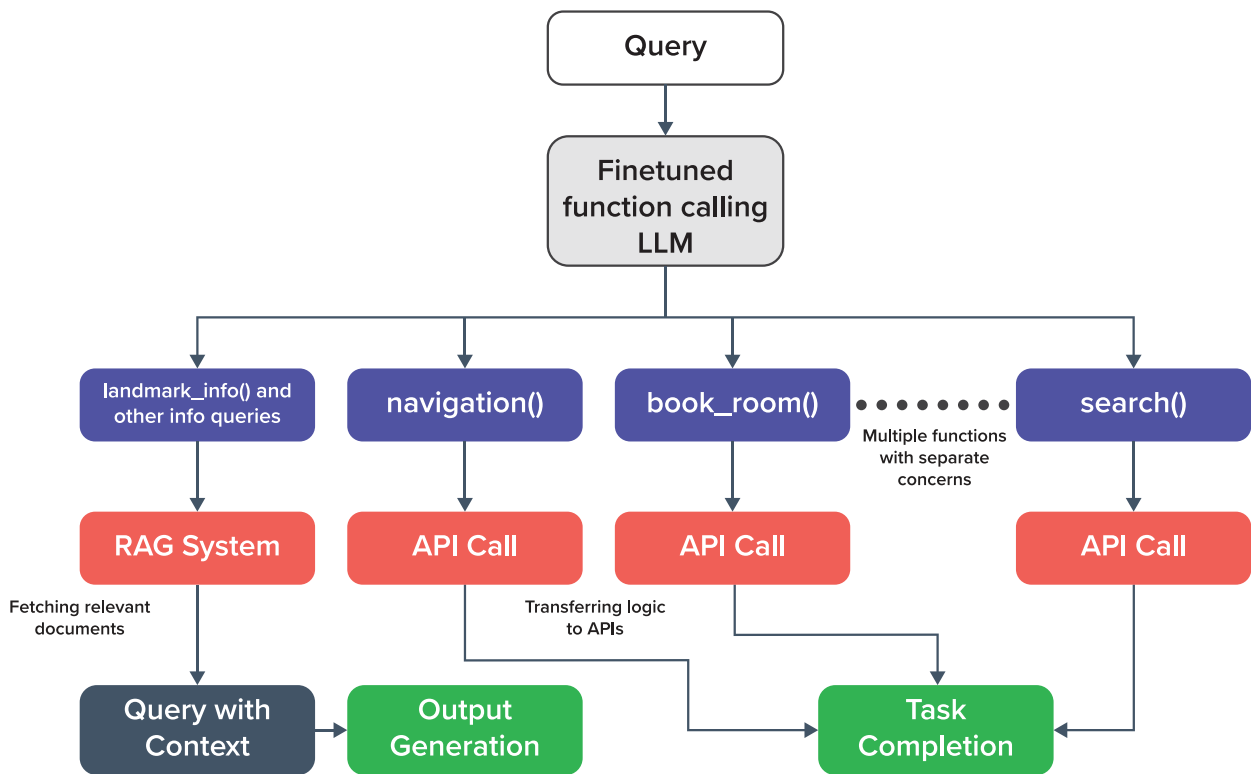 Query
Finetuned
function calling
LLM
landmark_info() and
other info queries
navigation()
book_room()
search()
Multiple functions
with separate
concerns
RAG System
API Call
API Call
API Call
Fetching relevant
documents
Transferring logic
to APIs
Query with
Context
Output
Generation
Task
Completion